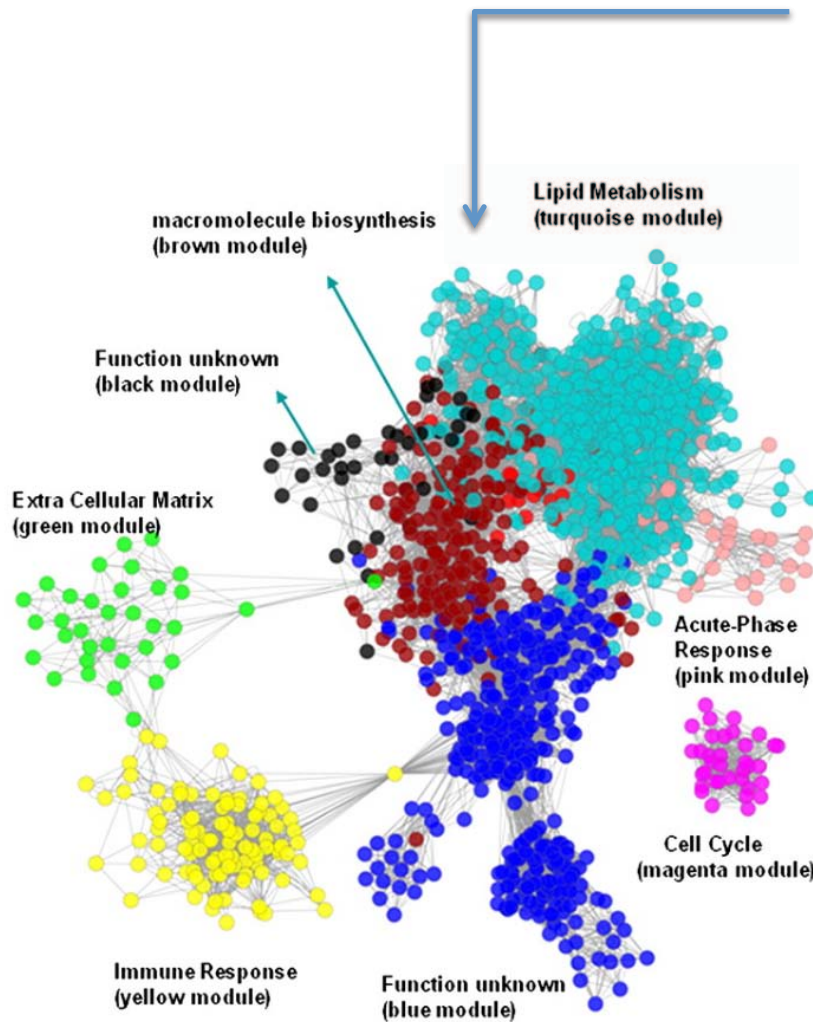 Lipid Metabolism
(turquoise module)
macromolecule biosynthesis
(brown module)
Function unknown
(black module)
Extra Cellular Matrix
(green module)
Acute-Phase
Response
(pink module)
Cell Cycle
(magenta module)
Immune Response
(yellow module)
Function unknown
(blue module)